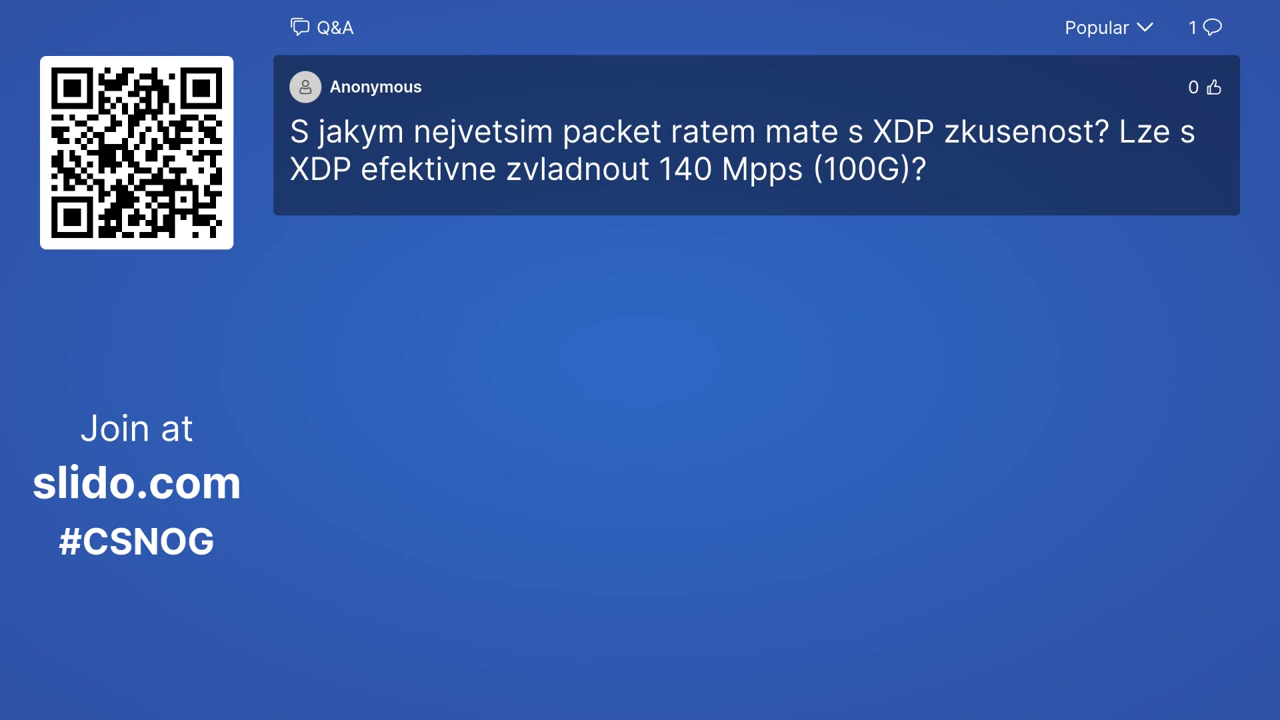 Q&A
Popular
1
Anonymous
0
S jakym nejvetsim packet ratem mate s XDP zkusenost? Lze s
XDP efektivne zvladnout 140 Mpps (100G)?
Join at
slido.com
#CSNOG